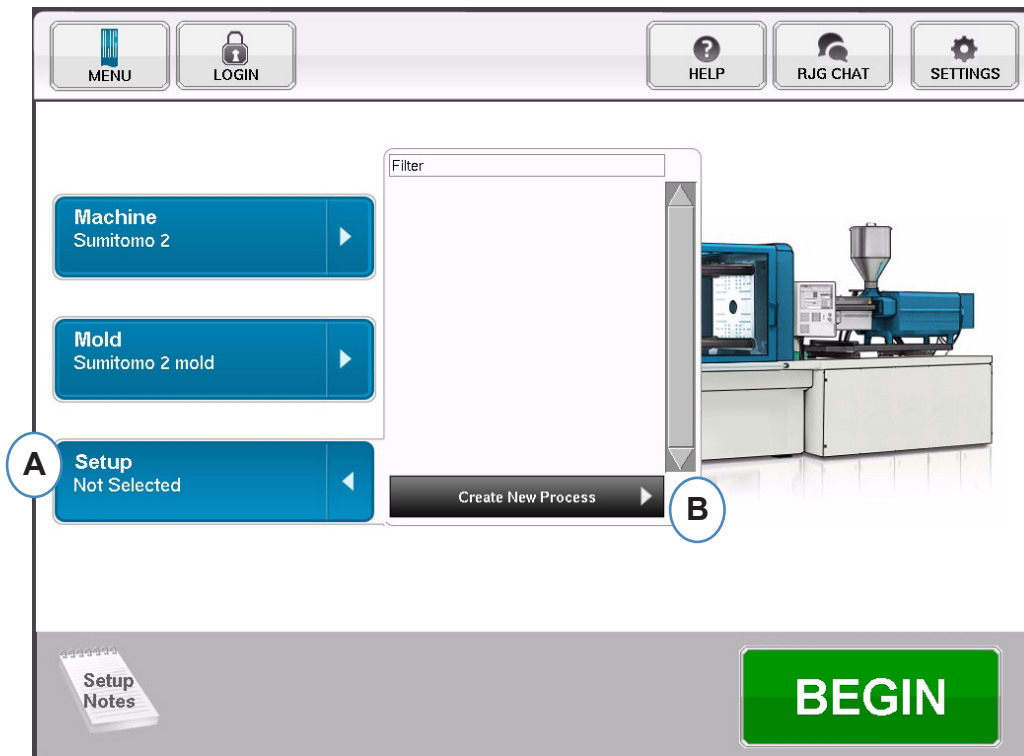 MENU
LOGIN
HELP
RJG CHAT
SETTINGS
Filter
Machine
Sumitomo 2
Mold
Sumitomo 2 mold
A
Setup
Not Selected
Create New Process
B
Setup
Notes
BEGIN